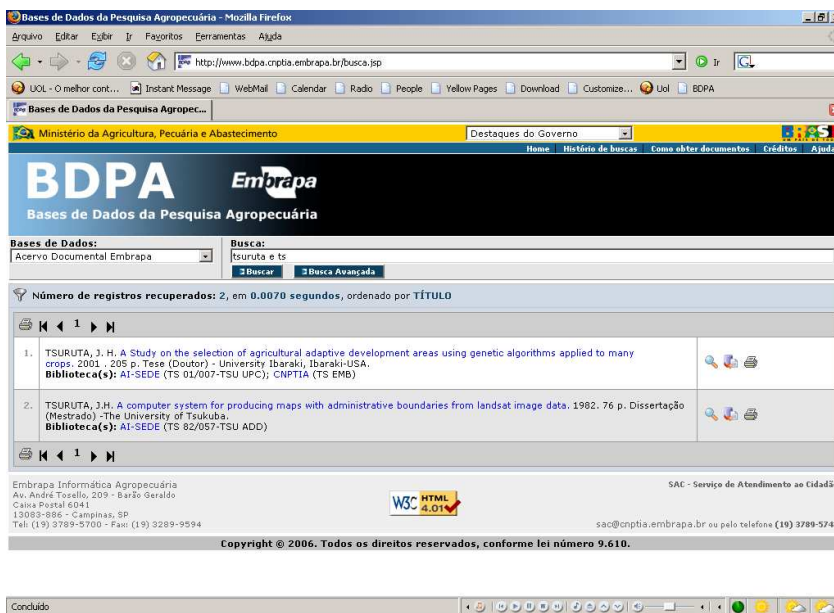 Bases de Dados da Pesquisa Agropecuária - Mozilla Firefox
Arquivo Editar Exibir Ir Favoritos Ferramentas Ajuda
http://www.bdpa.cnptia.embrapa.br/busca.jsp Ir G
UOL - O melhor cont... Instant Message WebMail Calendar Radio People Yellow Pages Download Customize... Uol BDPA
Bases de Dados da Pesquisa Agropec...
Ministério da Agricultura, Pecuária e Abastecimento Destaques do Governo
Home Histório de buscas Como obter documentos Créditos Ajuda
BDPA Embrapa
Bases de Dados da Pesquisa Agropecuária
Bases de Dados: Busca:
Acervo Documental Embrapa tsuruta e ts
Buscar Busca Avançada
Número de registros recuperados: 2, em 0.0070 segundos, ordenado por TÍTULO
1
1. TSURUTA, J. H. A Study on the selection of agricultural adaptive development areas using genetic algorithms applied to many
crops. 2001 . 205 p. Tese (Doutor) - University Ibaraki, Ibaraki-USA.
Biblioteca(s): AI-SEDE (TS 01/007-TSU UPC); CNPTIA (TS EMB)
2. TSURUTA, J.H. A computer system for producing maps with administrative boundaries from landsat image data. 1982. 76 p. Dissertação
(Mestrado) -The University of Tsukuba.
Biblioteca(s): AI-SEDE (TS 82/057-TSU ADD)
1
Embrapa Informática Agropecuária SAC - Serviço de Atendimento ao Cidadã
Av. André Tosello, 209 - Barão Geraldo
Caixa Postal 6041
13083-886 - Campinas, SP
Tel: (19) 3789-5700 - Fax: (19) 3289-9594
W3C HTML 4.01
sac@cnptia.embrapa.br ou pelo telefone (19) 3789-574
Copyright © 2006. Todos os direitos reservados, conforme lei número 9.610.
Concluído